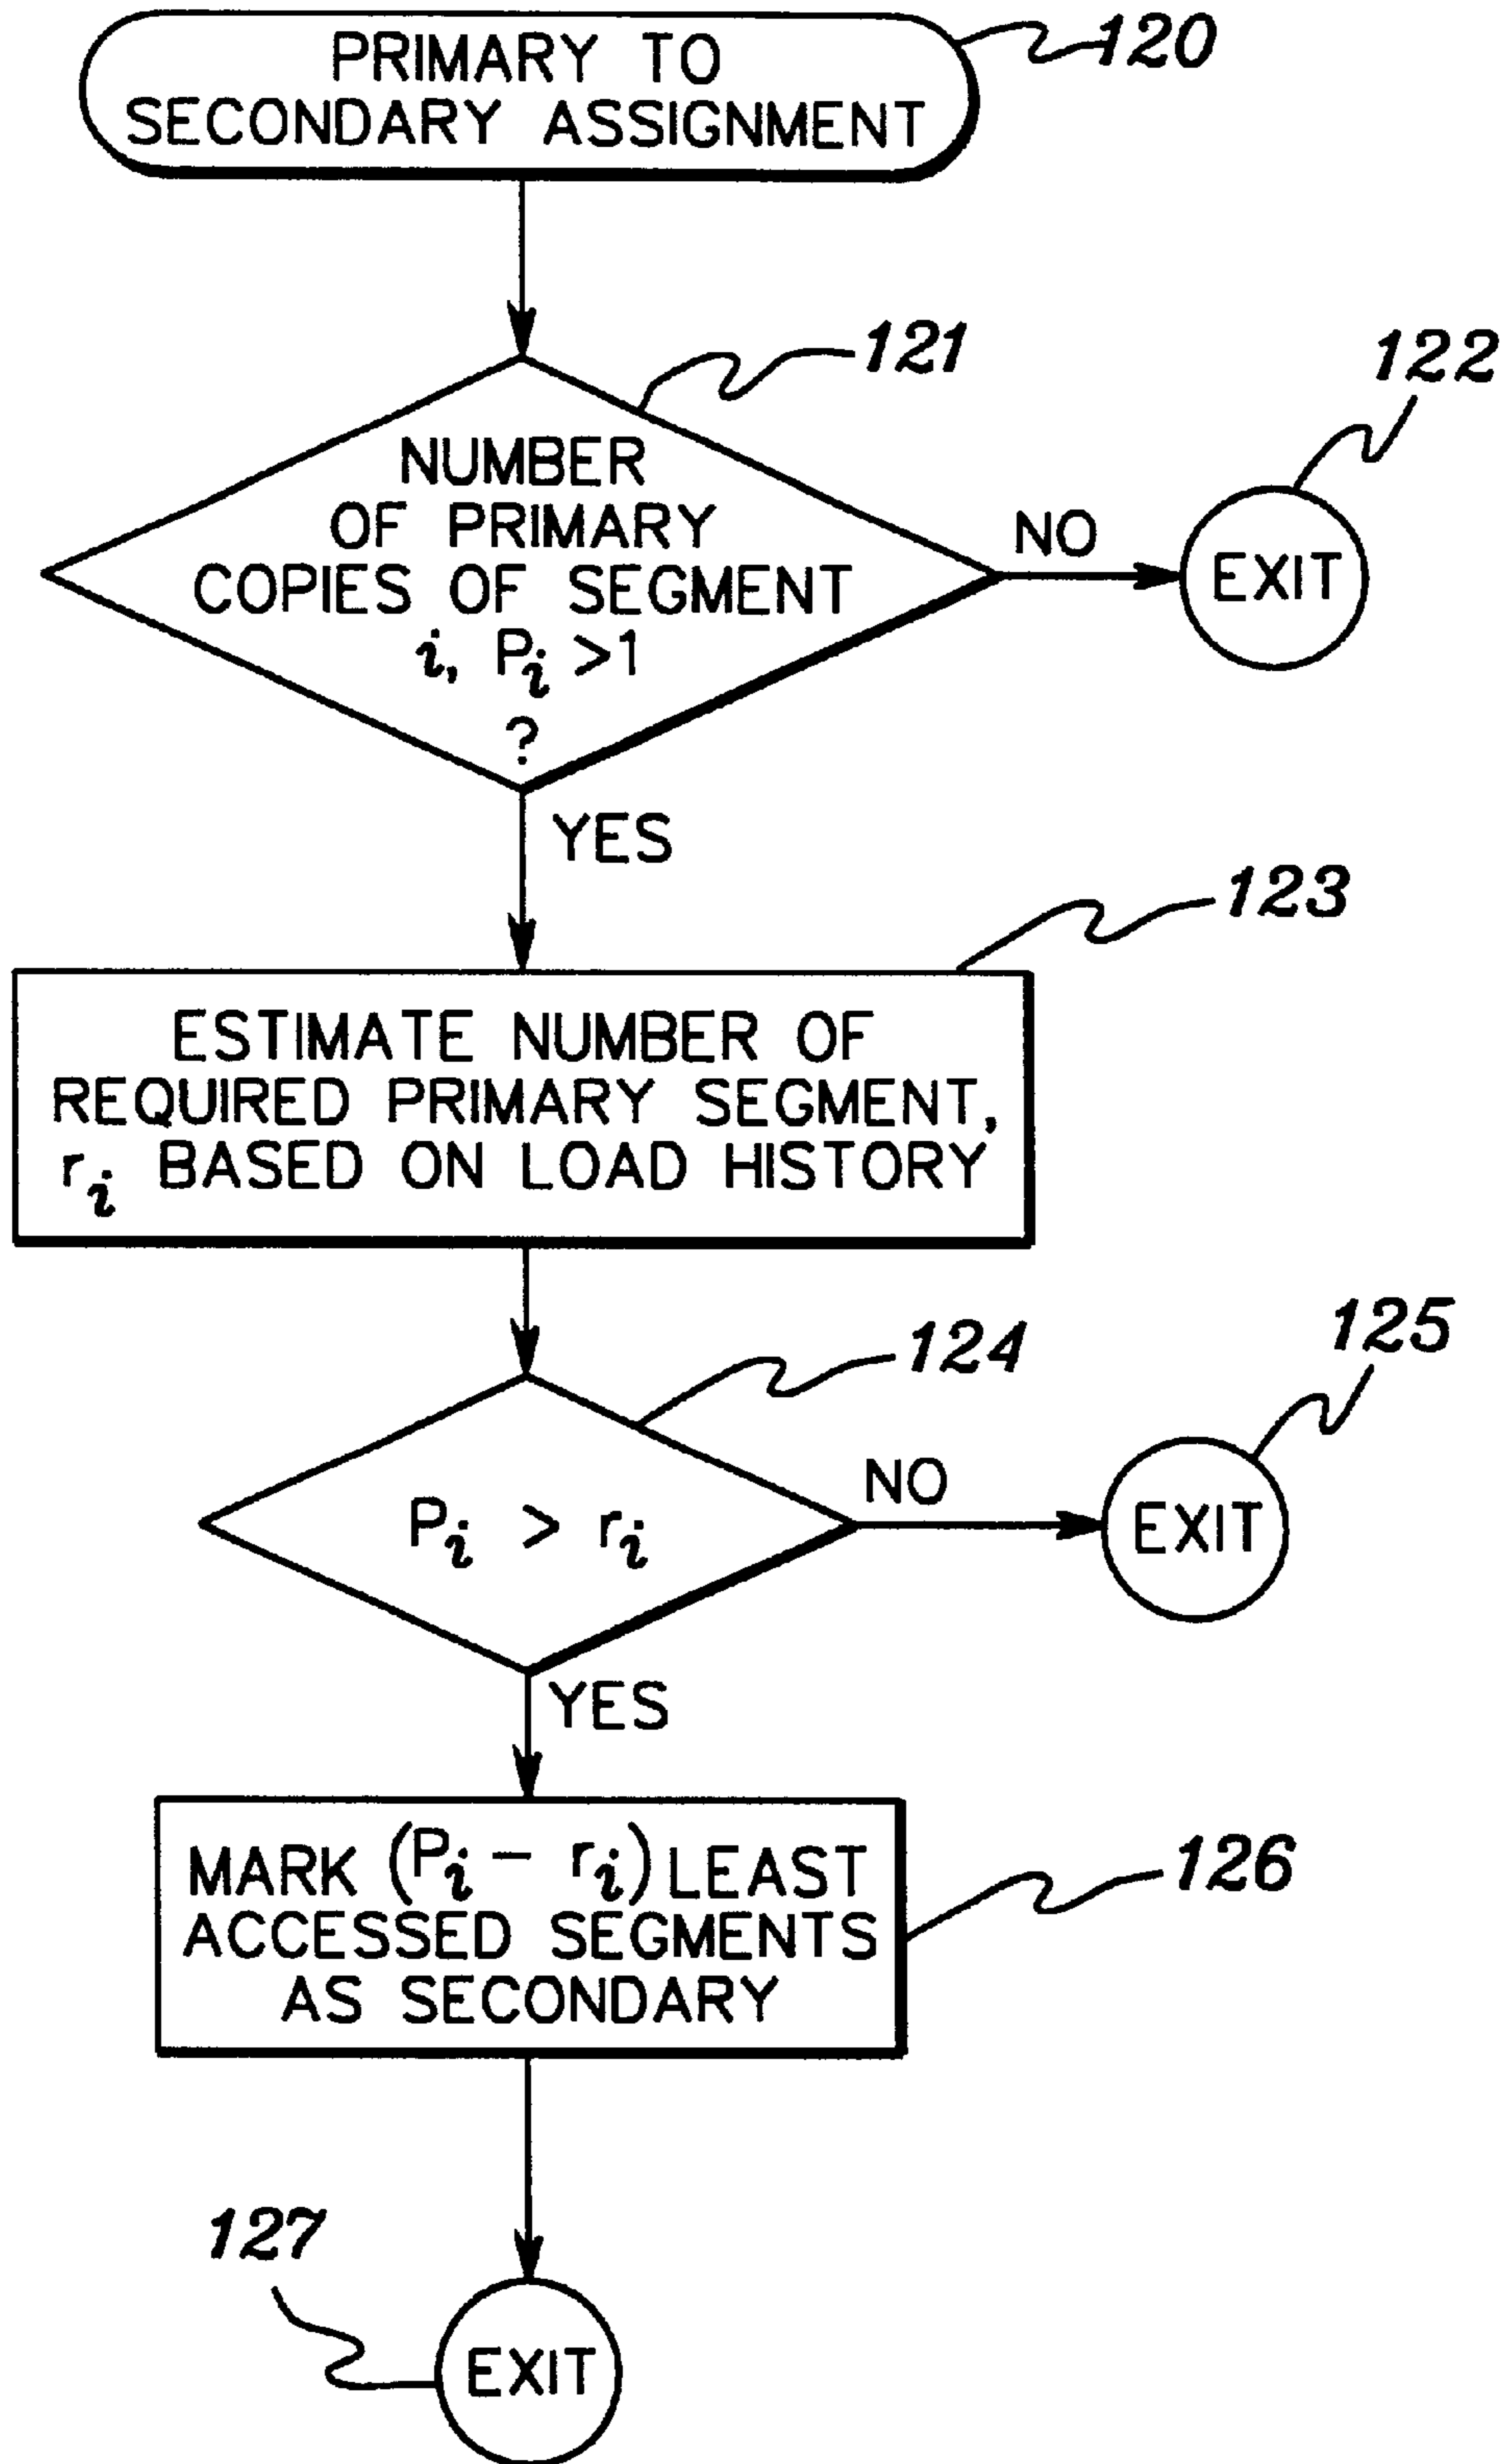 PRIMARY TO
SECONDARY ASSIGNMENT
120
121
NUMBER
OF PRIMARY
COPIES OF SEGMENT
i, Pi >1
?
NO
122
EXIT
YES
123
ESTIMATE NUMBER OF
REQUIRED PRIMARY SEGMENT,
ri BASED ON LOAD HISTORY
124
Pi > ri
NO
125
EXIT
YES
126
MARK (Pi - ri) LEAST
ACCESSED SEGMENTS
AS SECONDARY
127
EXIT